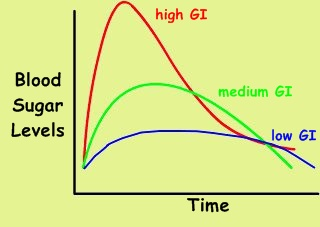 high GI
Blood
Sugar
Levels
medium GI
low GI
Time